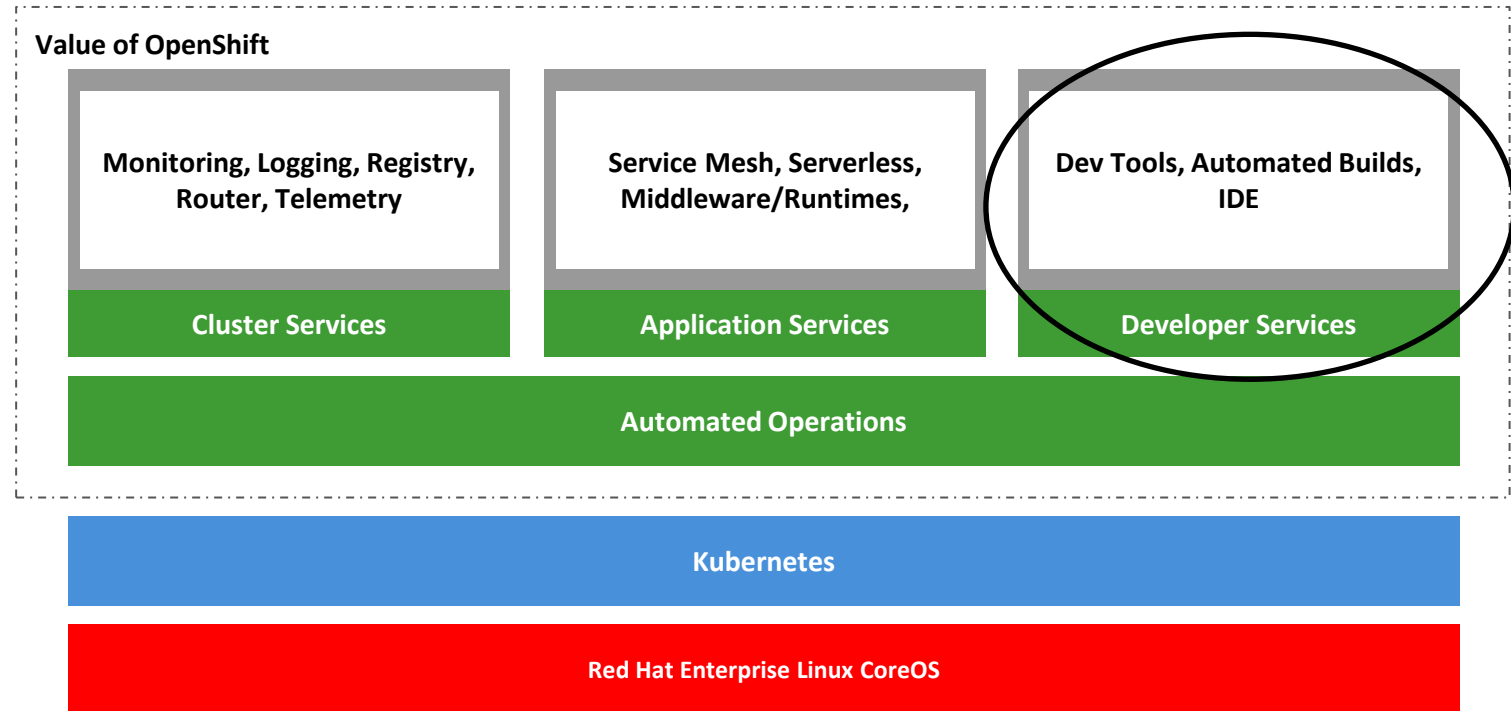 Value of OpenShift
Monitoring, Logging, Registry,
Router, Telemetry
Service Mesh, Serverless,
Middleware/Runtimes,
Dev Tools, Automated Builds,
IDE
Cluster Services
Application Services
Developer Services
Automated Operations
Kubernetes
Red Hat Enterprise Linux CoreOS